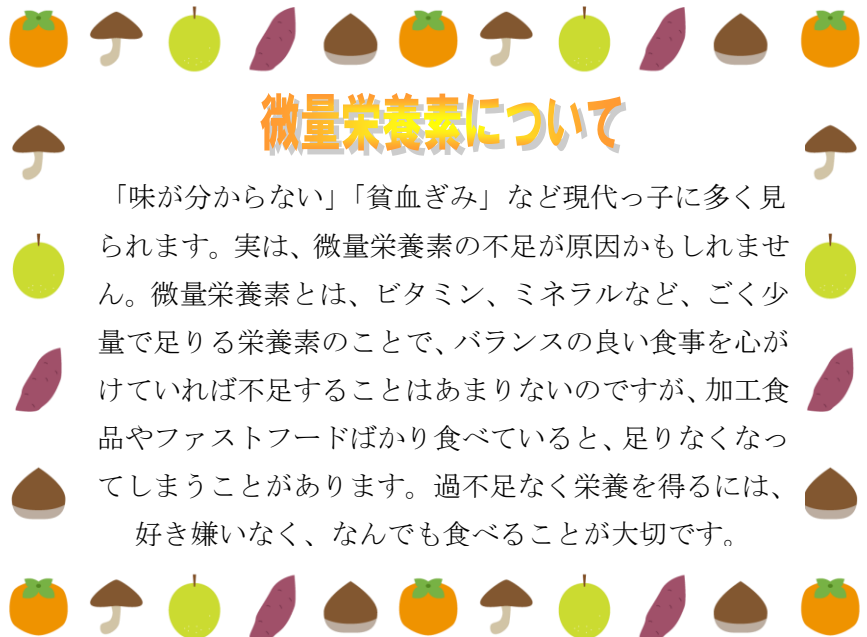 微量栄養素について
「味が分からない」「貧血ぎみ」など現代っ子に多く見
られます。実は、微量栄養素の不足が原因かもしれませ
ん。微量栄養素とは、ビタミン、ミネラルなど、ごく少
量で足りる栄養素のことで、バランスの良い食事を心が
けていれば不足することはあまりないのですが、加工食
品やファストフードばかり食べていると、足りなくなっ
てしまうことがあります。過不足なく栄養を得るには、
好き嫌いなく、なんでも食べることが大切です。